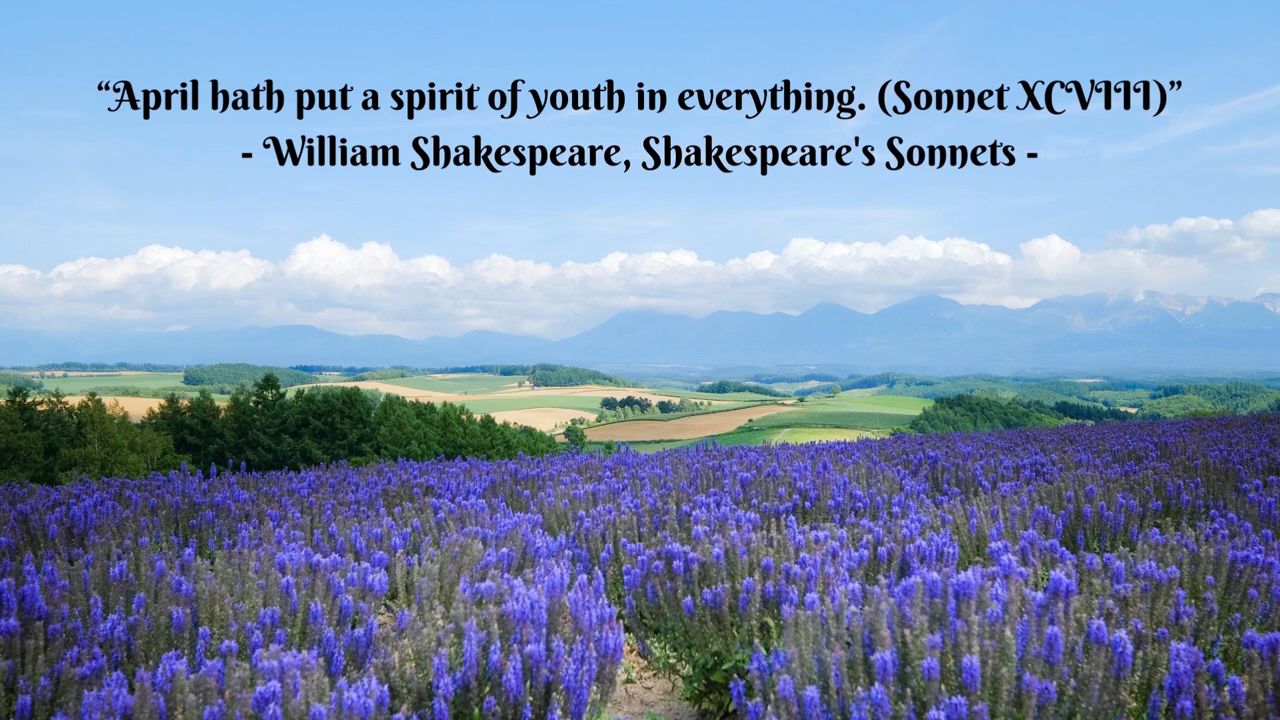 “April hath put a spirit of youth in everything. (Sonnet XCVIII)”
- William Shakespeare, Shakespeare's Sonnets -